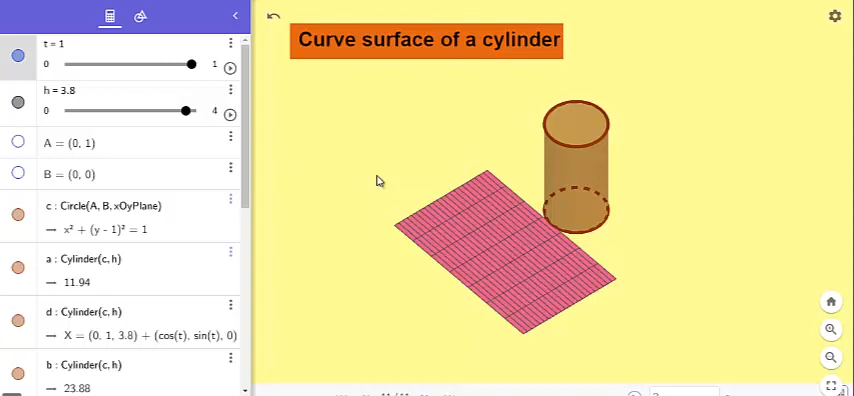 t = 1
0
1
h = 3.8
0
4
A = (0, 1)
B = (0, 0)
c : Circle(A, B, xOyPlane)
→ x² + (y - 1)² = 1
a : Cylinder(c, h)
→ 11.94
d : Cylinder(c, h)
→ X = (0, 1, 3.8) + (cos(t), sin(t), 0)
b : Cylinder(c, h)
→ 23.88
Curve surface of a cylinder